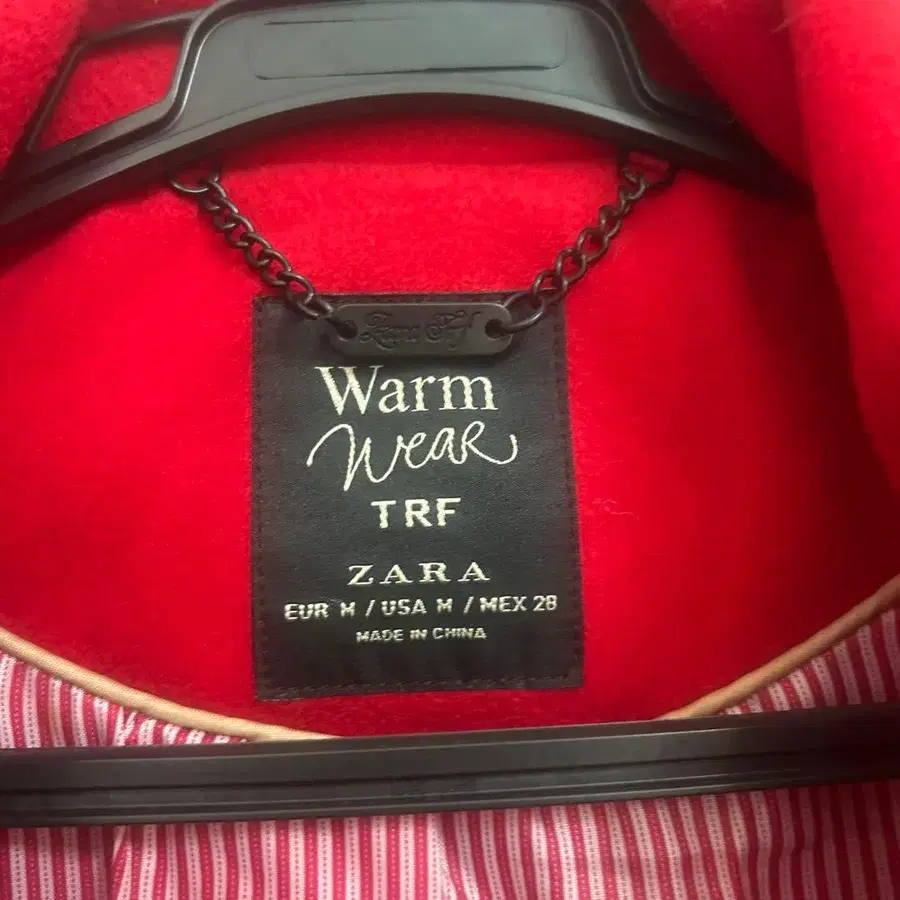 Warm
Wear
TRF
ZARA
EUR M / USA M / MEX 28
MADE IN CHINA